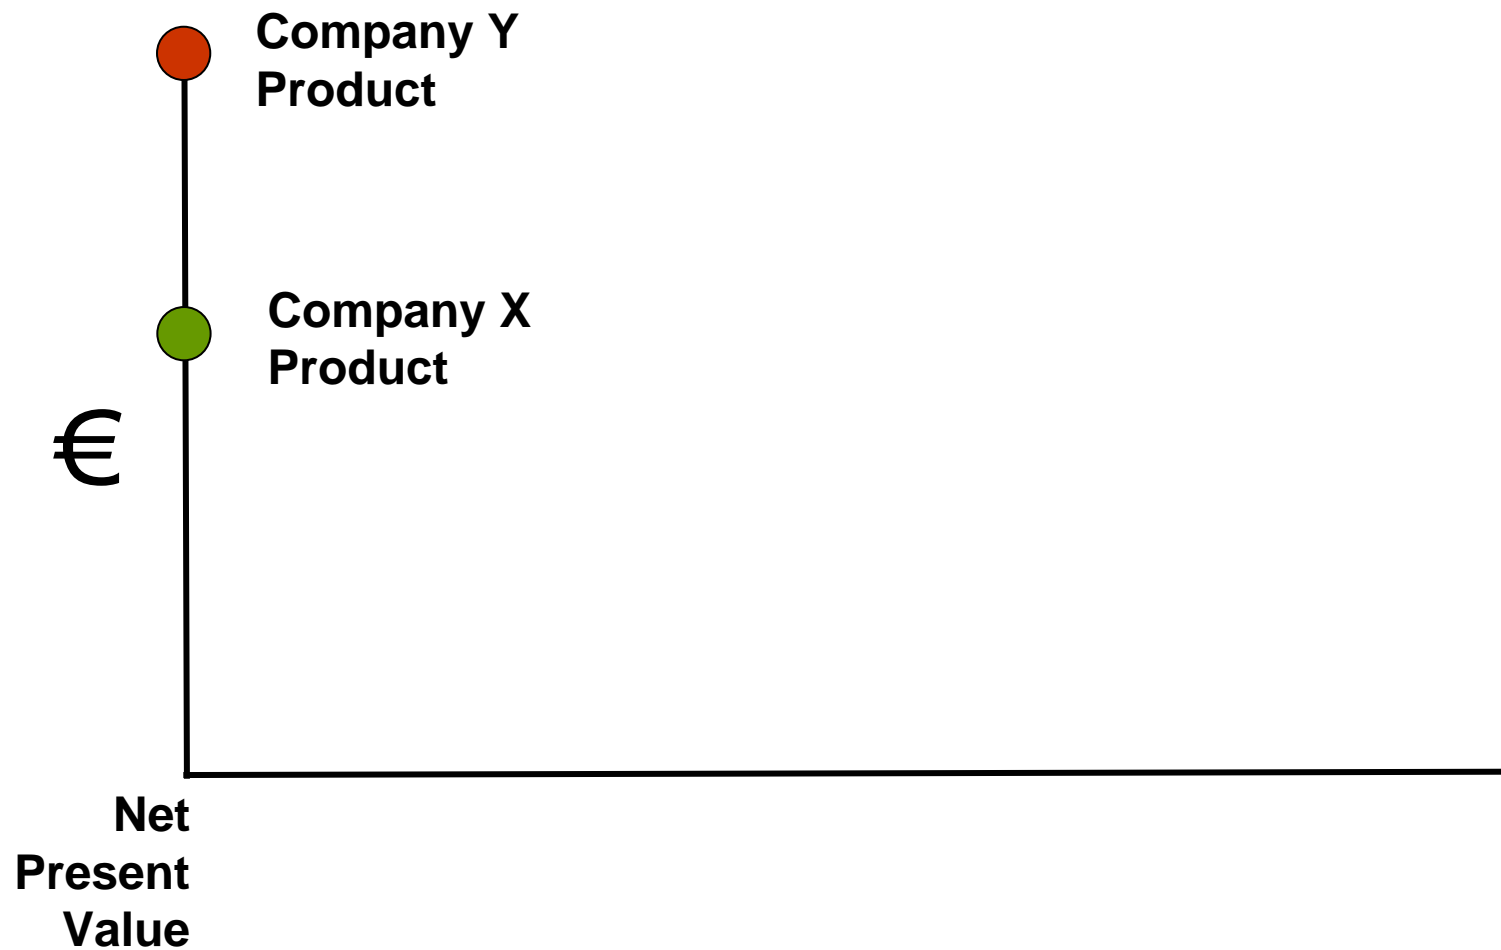 Company Y
Product
Company X
Product
€
Net
Present
Value